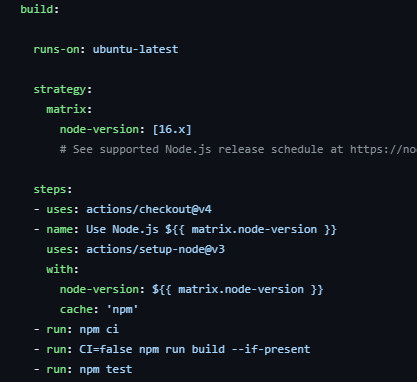 build:
runs-on: ubuntu-latest
strategy:
matrix:
node-version: [16.x]
# See supported Node.js release schedule at https://no
steps:
- uses: actions/checkout@v4
- name: Use Node.js ${{ matrix.node-version }}
uses: actions/setup-node@v3
with:
node-version: ${{ matrix.node-version }}
cache: 'npm'
- run: npm ci
- run: CI=false npm run build --if-present
- run: npm test